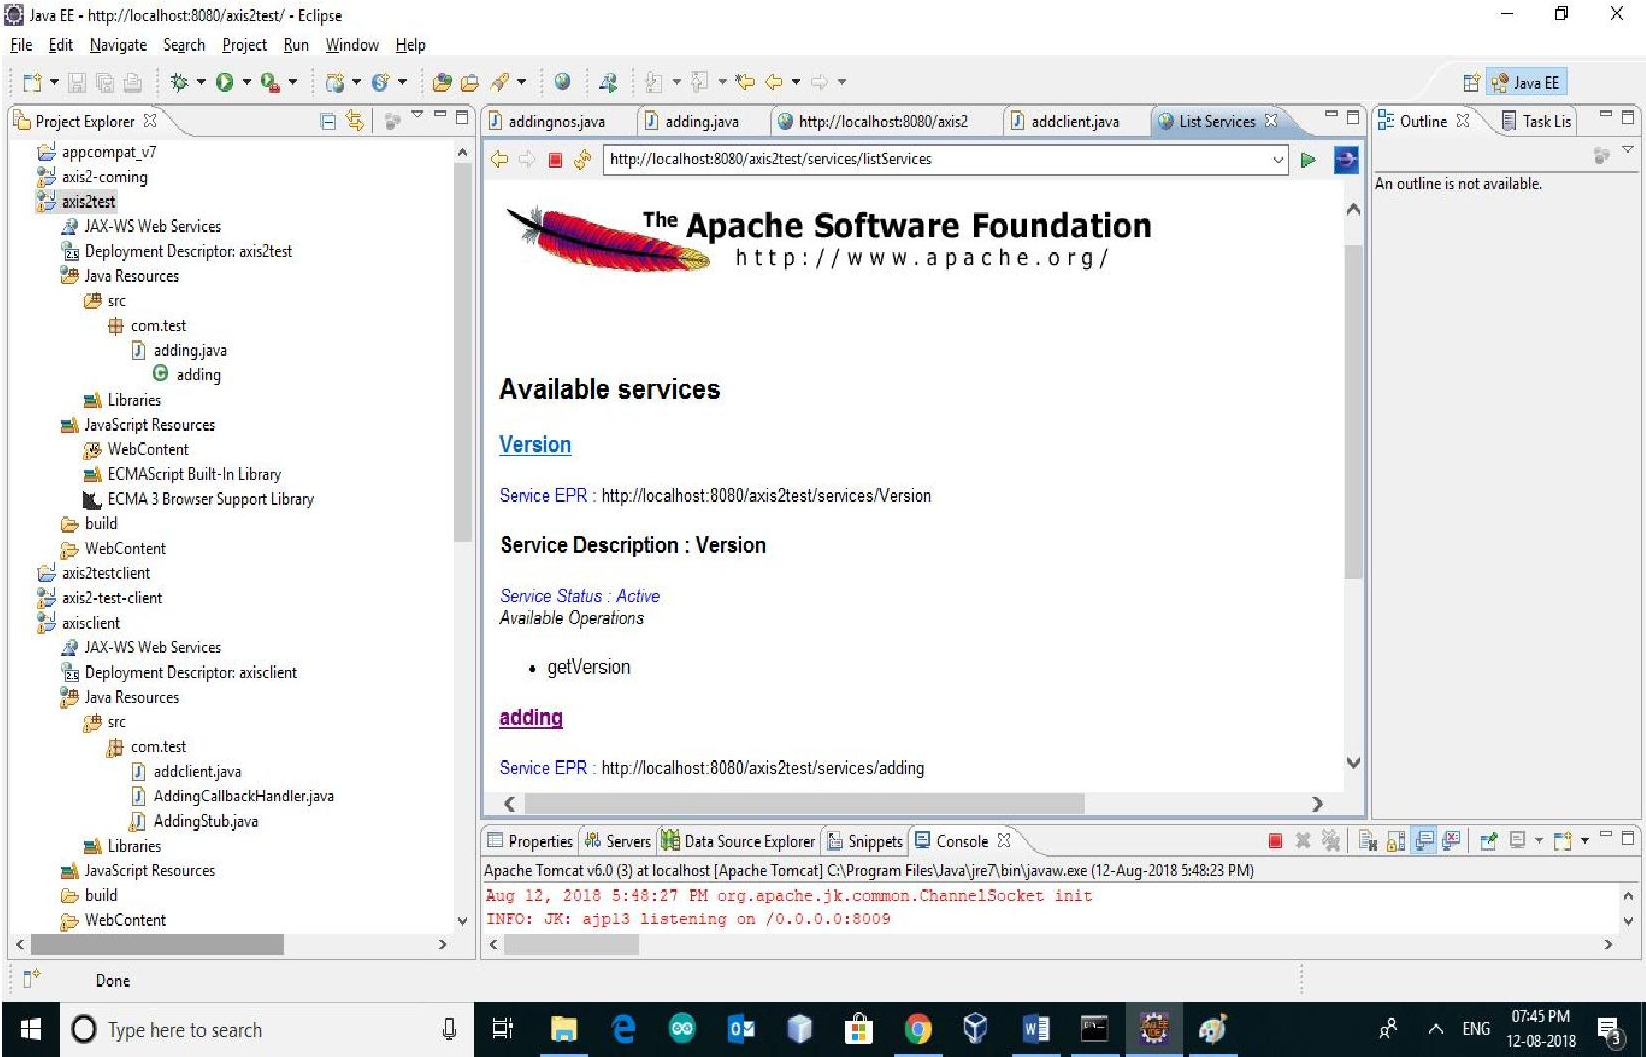 Java EE - http://localhost:8080/axis2test/ - Eclipse
File Edit Navigate Search Project Run Window Help
Java EE
Project Explorer
addingnos.java
adding.java
http://localhost:8080/axis2
addclient.java
List Services
Outline
Task Lis
http://localhost:8080/axis2test/services/listServices
An outline is not available.
appcompat_v7
axis2-coming
axis2test
JAX-WS Web Services
Deployment Descriptor: axis2test
Java Resources
src
com.test
adding.java
adding
Libraries
JavaScript Resources
WebContent
ECMAScript Built-In Library
ECMA 3 Browser Support Library
build
WebContent
axis2testclient
axis2-test-client
axisclient
JAX-WS Web Services
Deployment Descriptor: axisclient
Java Resources
src
com.test
addclient.java
AddingCallbackHandler.java
AddingStub.java
Libraries
JavaScript Resources
build
WebContent
The Apache Software Foundation
http://www.apache.org/
Available services
Version
Service EPR : http://localhost:8080/axis2test/services/Version
Service Description : Version
Service Status : Active
Available Operations
• getVersion
adding
Service EPR : http://localhost:8080/axis2test/services/adding
Properties Servers Data Source Explorer Snippets Console
Apache Tomcat v6.0 (3) at localhost [Apache Tomcat] C:\Program Files\Java\jre7\bin\javaw.exe (12-Aug-2018 5:48:23 PM)
Aug 12, 2018 5:48:27 PM org.apache.jk.common.ChannelSocket init
INFO: JK: ajp13 listening on /0.0.0.0:8009
Done
Type here to search
ENG
07:45 PM
12-08-2018
3